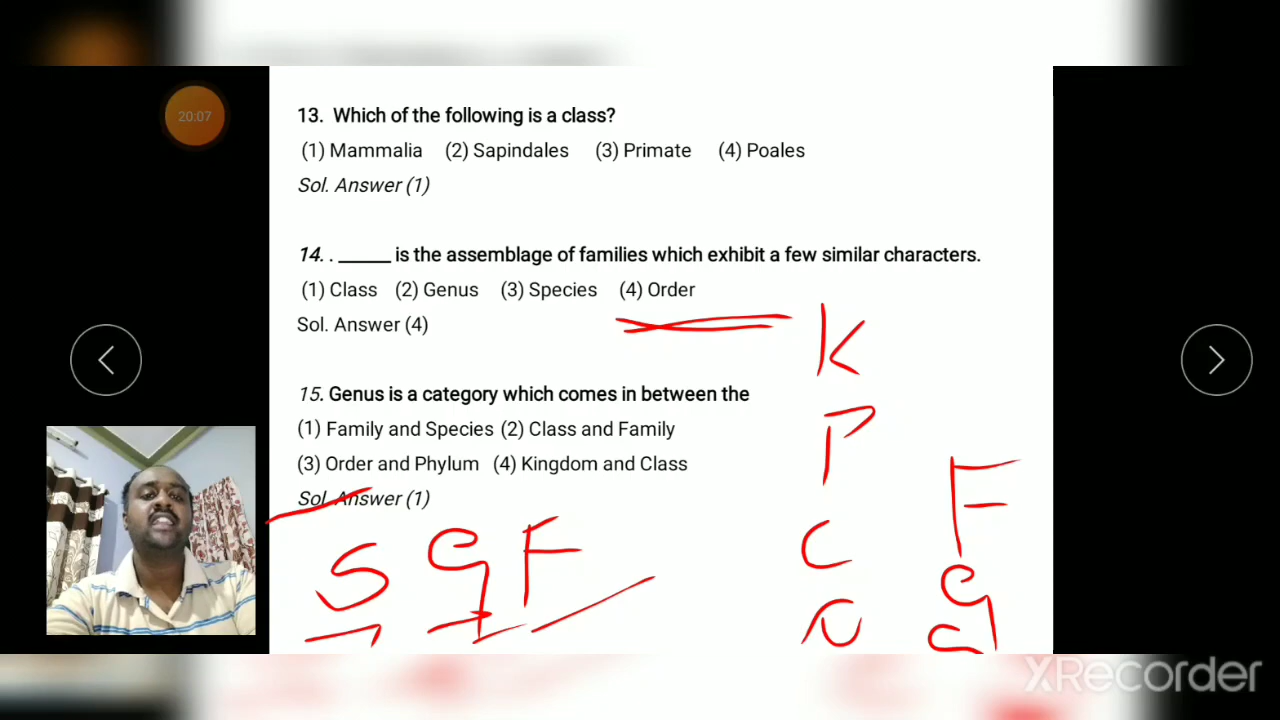 20:07
13. Which of the following is a class?
(1) Mammalia (2) Sapindales (3) Primate (4) Poales
Sol. Answer (1)
14. . _____ is the assemblage of families which exhibit a few similar characters.
(1) Class (2) Genus (3) Species (4) Order
Sol. Answer (4)
15. Genus is a category which comes in between the
(1) Family and Species (2) Class and Family
(3) Order and Phylum (4) Kingdom and Class
Sol. Answer (1)
S G F
K
P
C
F
G
XRecorder